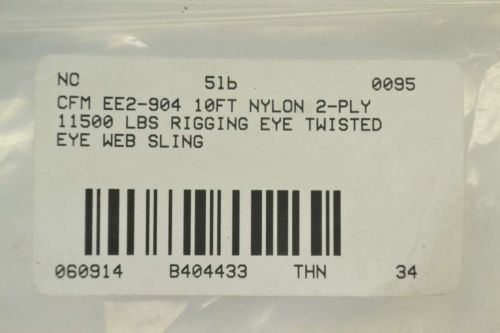 NC 5lb 0095
CFM EE2-904 10FT NYLON 2-PLY
11500 LBS RIGGING EYE TWISTED
EYE WEB SLING
060914 B404433 THN 34